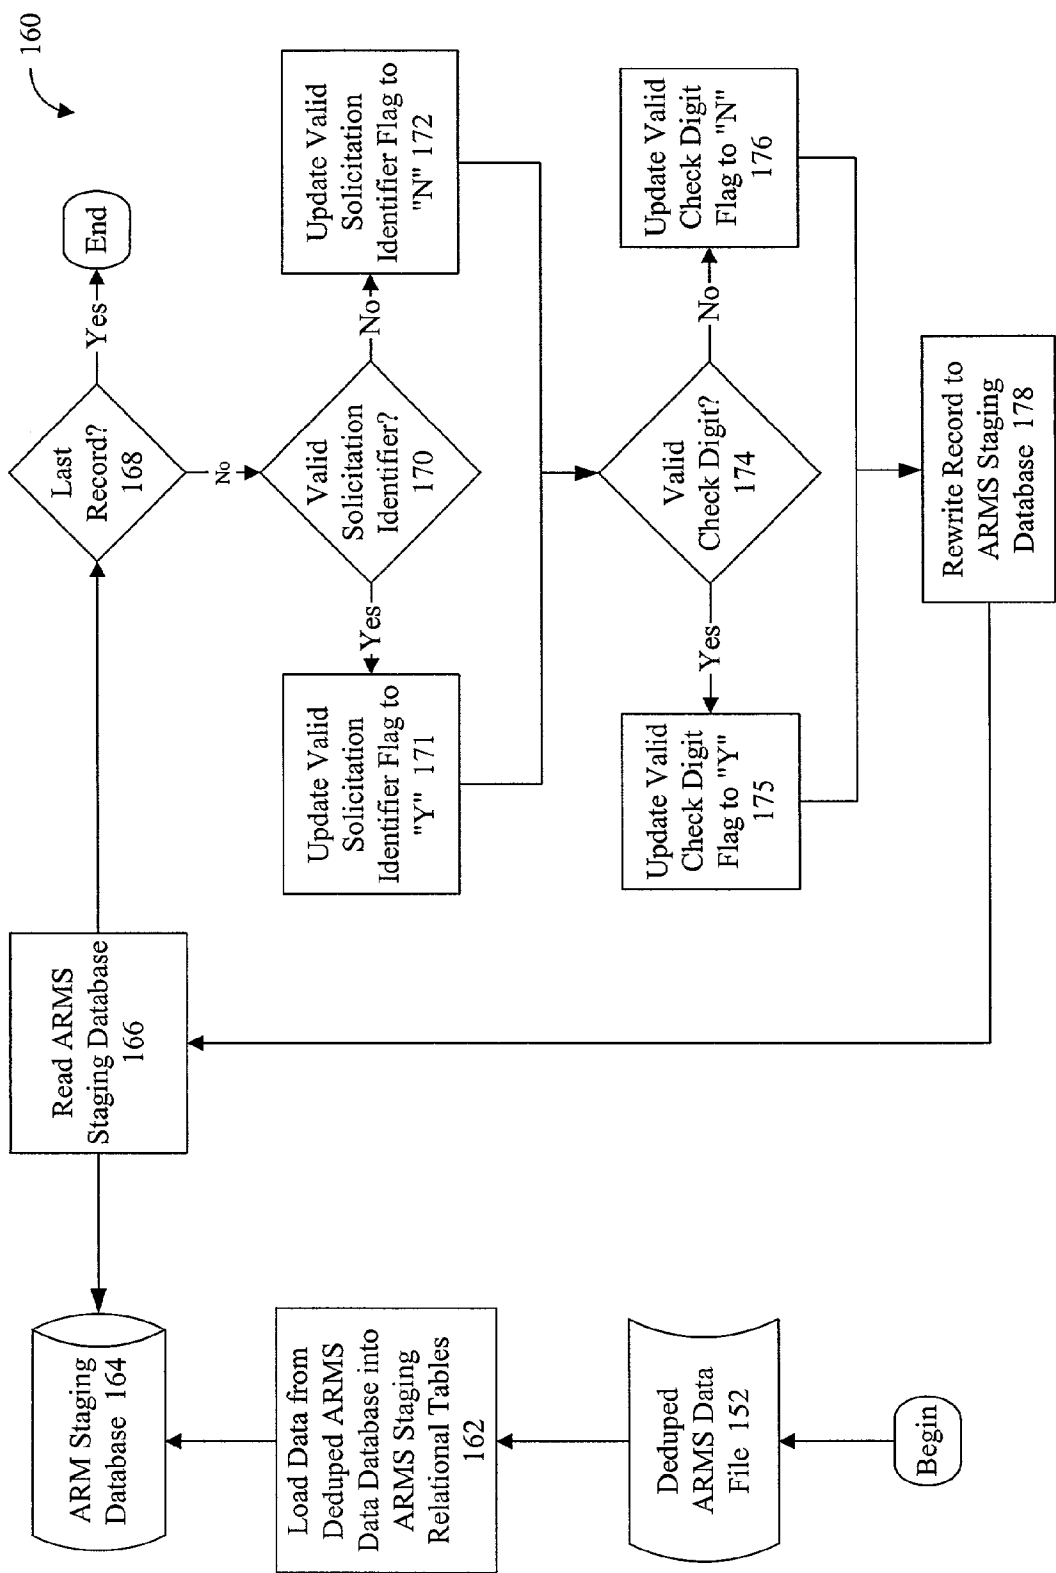 160
Begin
Deduped
ARMS Data
File 152
Load Data from
Deduped ARMS
Data Database into
ARMS Staging
Relational Tables
162
ARM Staging
Database 164
Read ARMS
Staging Database
166
Last
Record?
168
Yes
End
No
Valid
Solicitation
Identifier?
170
Yes
Update Valid
Solicitation
Identifier Flag to
"Y" 171
No
Update Valid
Solicitation
Identifier Flag to
"N" 172
Valid
Check Digit?
174
Yes
Update Valid
Check Digit
Flag to "Y"
175
No
Update Valid
Check Digit
Flag to "N"
176
Rewrite Record to
ARMS Staging
Database 178